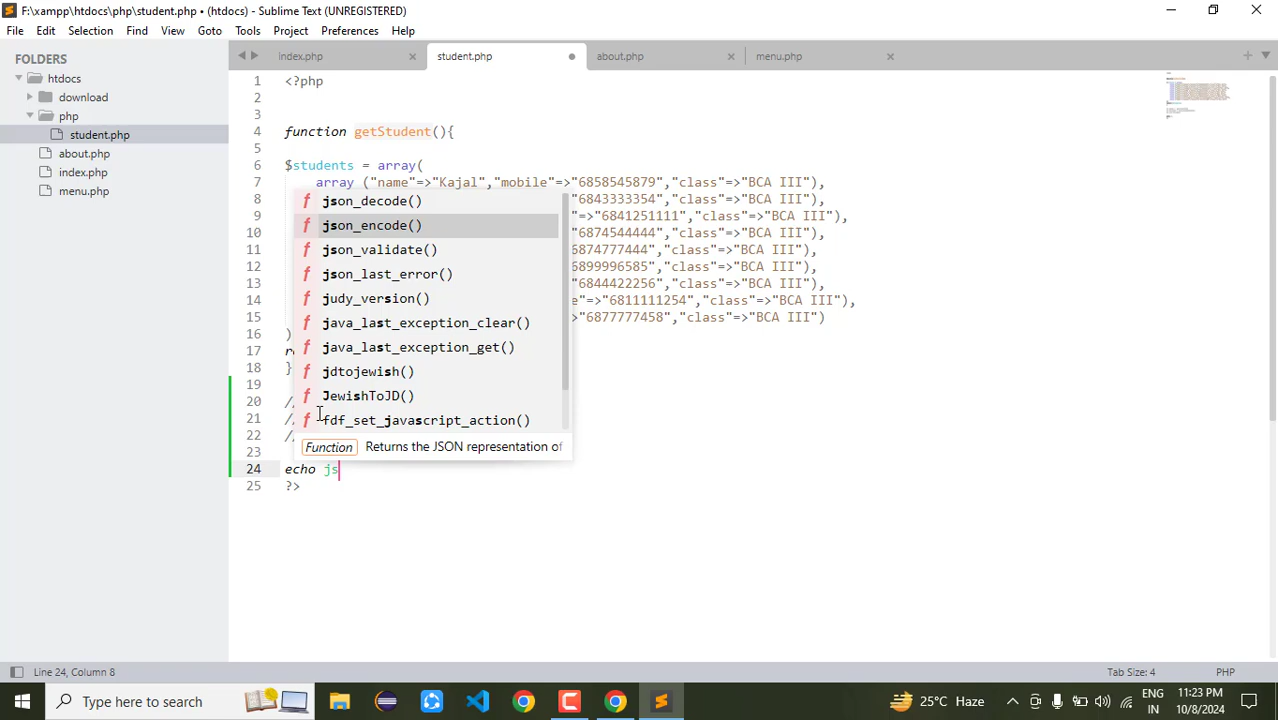 F:\xampp\htdocs\php\student.php • (htdocs) - Sublime Text (UNREGISTERED)
File Edit Selection Find View Goto Tools Project Preferences Help
FOLDERS
htdocs
download
php
student.php
about.php
index.php
menu.php
index.php student.php about.php menu.php
1 <?php
2
3
4 function getStudent(){
5
6 $students = array(
7 array ("name"=>"Kajal","mobile"=>"6858545879","class"=>"BCA III"),
8 "=>"6843333354","class"=>"BCA III"),
9 "=>"6841251111","class"=>"BCA III"),
10 "=>"6874544444","class"=>"BCA III"),
11 "=>"6874777444","class"=>"BCA III"),
12 "=>"6899996585","class"=>"BCA III"),
13 "=>"6844422256","class"=>"BCA III"),
14 e"=>"6811111254","class"=>"BCA III"),
15 "=>"6877777458","class"=>"BCA III")
16 )
17 re
18 }
19
20 /
21 /
22 /
23
24 echo js
25 ?>
f json_decode()
f json_encode()
f json_validate()
f json_last_error()
f judy_version()
f java_last_exception_clear()
f java_last_exception_get()
f jdtojewish()
f JewishToJD()
f fdf_set_javascript_action()
Function Returns the JSON representation of
Line 24, Column 8
Tab Size: 4 PHP
Type here to search
25°C Haze
ENG
IN
11:23 PM
10/8/2024